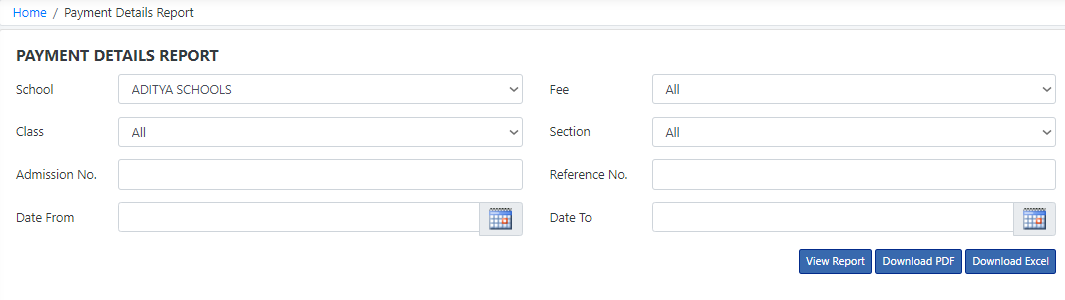 Home / Payment Details Report
PAYMENT DETAILS REPORT
School ADITYA SCHOOLS Fee All
Class All Section All
Admission No. Reference No.
Date From Date To
View Report Download PDF Download Excel